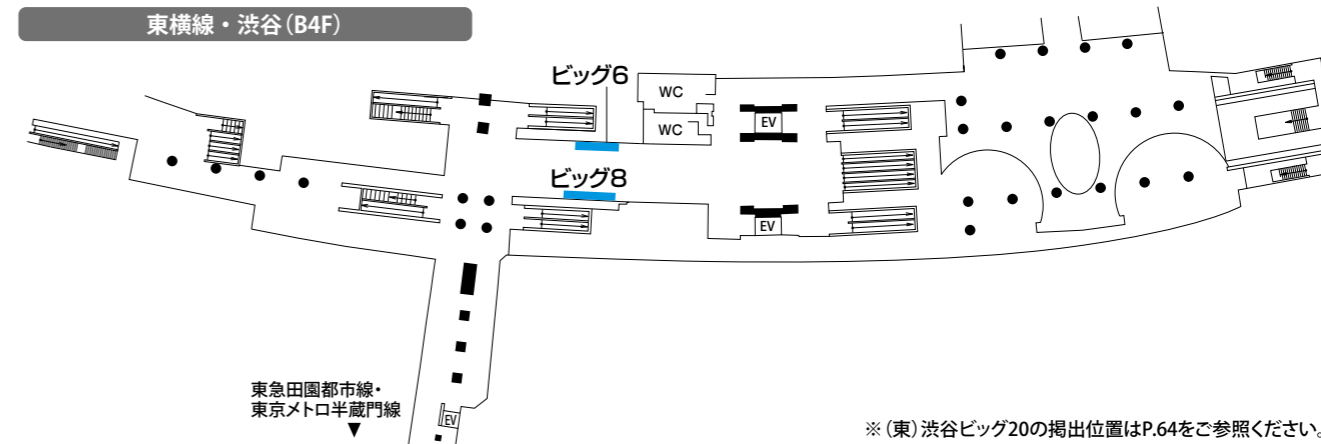 東横線・渋谷(B4F)
ビッグ6
WC
WC
EV
ビッグ8
EV
東急田園都市線・
東京メトロ半蔵門線
▼
EV
※(東)渋谷ビッグ20の掲出位置はP.64をご参照ください。